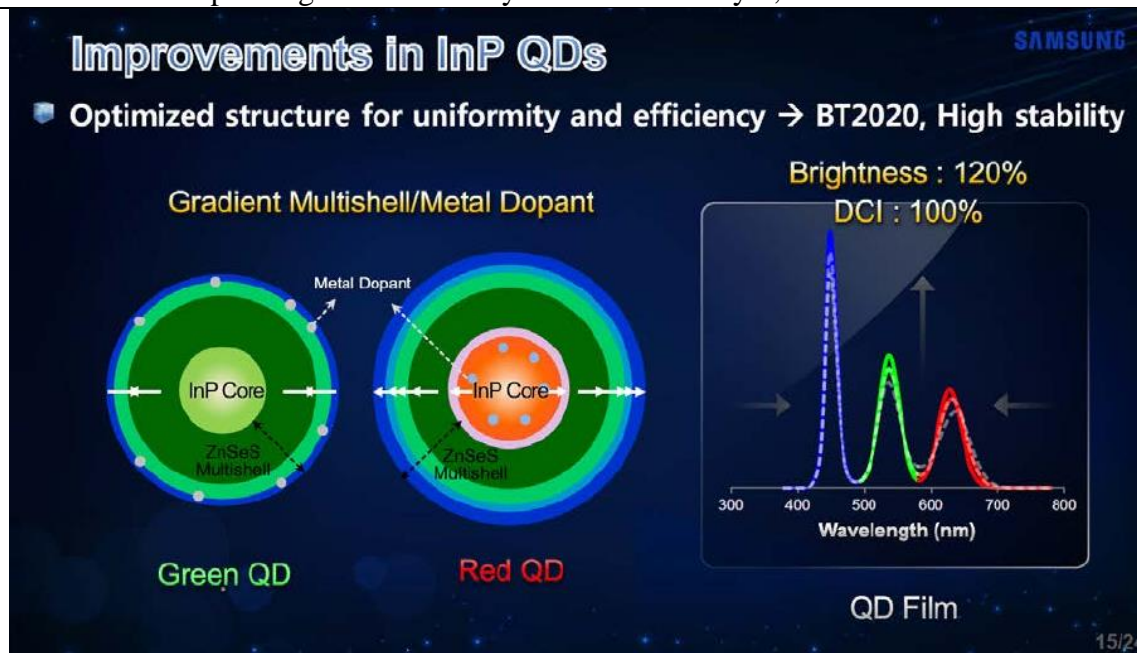 SAMSUNG
Improvements in InP QDs
Optimized structure for uniformity and efficiency → BT2020, High stability
Gradient Multishell/Metal Dopant
Metal Dopant
InP Core
ZnSeS
Multishell
Green QD
InP Core
ZnSeS
Multishell
Red QD
Brightness : 120%
DCI : 100%
300 400 500 600 700 800
Wavelength (nm)
QD Film